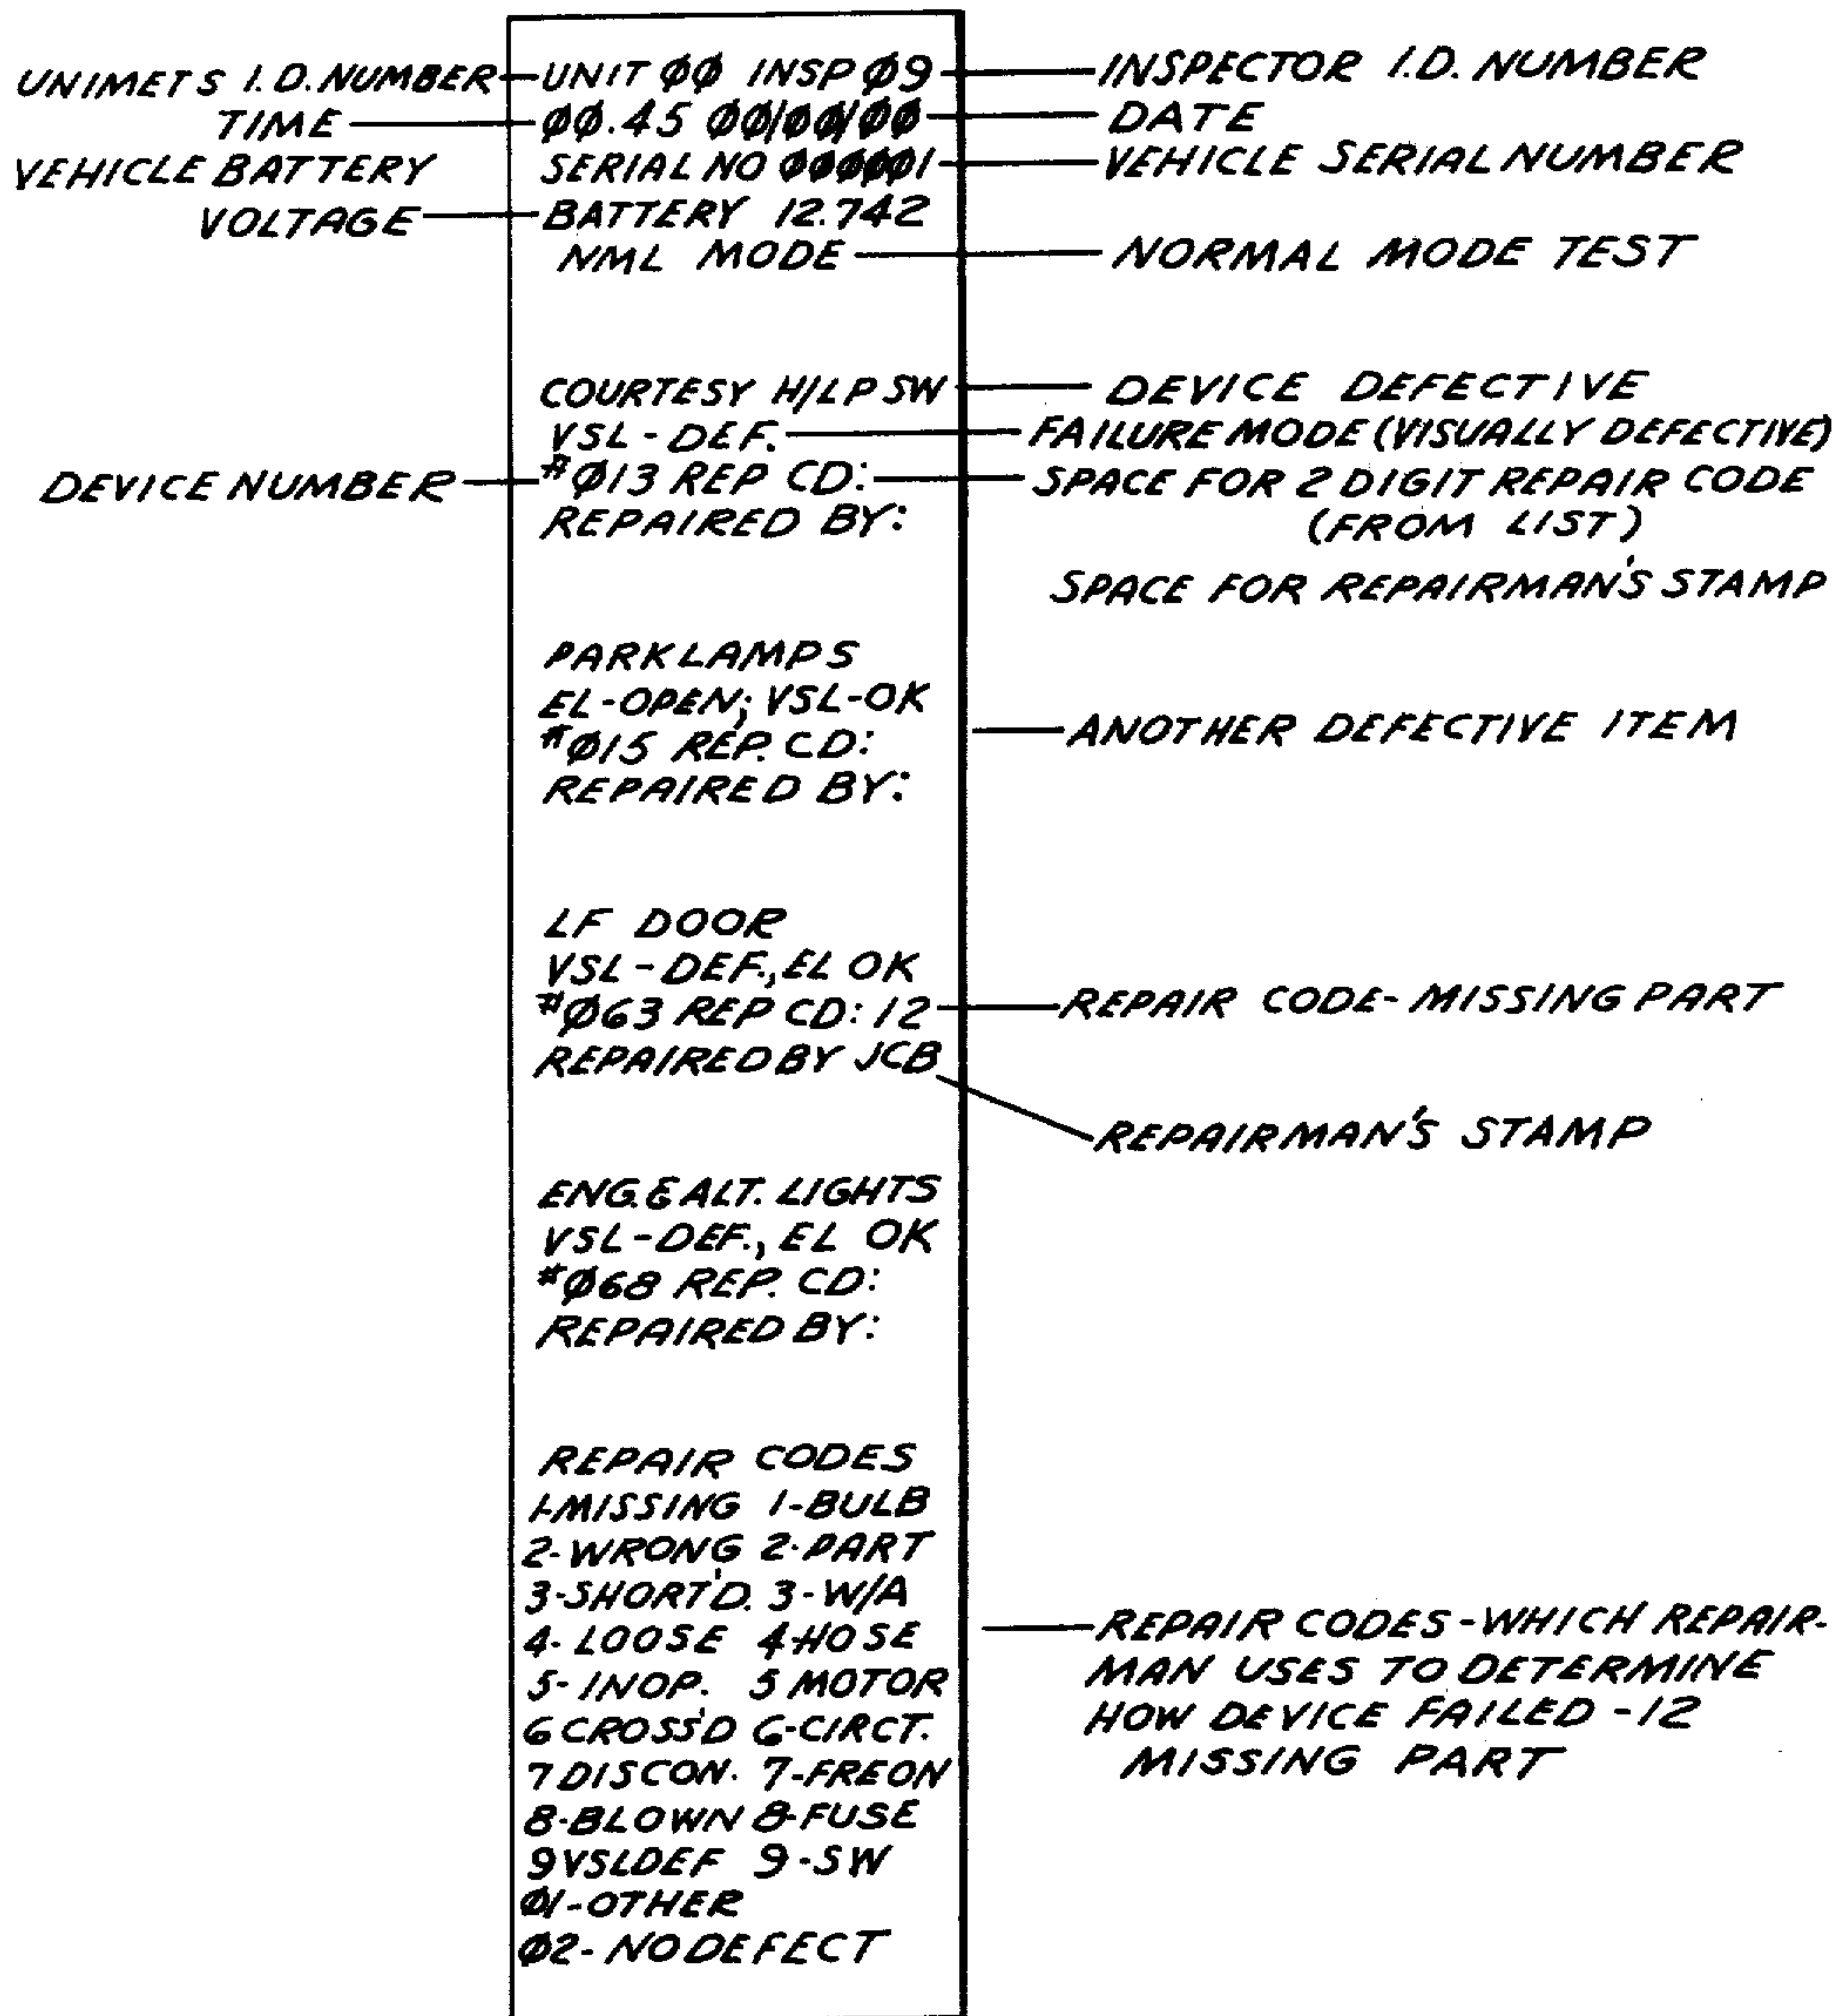 UNIMETS I.D. NUMBER UNIT ØØ INSP Ø9 INSPECTOR I.D. NUMBER
TIME ØØ.45 ØØ/ØØ/ØØ DATE
VEHICLE BATTERY SERIAL NO ØØØØØ1 VEHICLE SERIAL NUMBER
VOLTAGE BATTERY 12.742
NML MODE NORMAL MODE TEST
COURTESY H/LP SW DEVICE DEFECTIVE
VSL-DEF. FAILURE MODE (VISUALLY DEFECTIVE)
DEVICE NUMBER #Ø13 REP CD: SPACE FOR 2 DIGIT REPAIR CODE
REPAIRED BY: (FROM LIST)
SPACE FOR REPAIRMAN'S STAMP
PARK LAMPS
EL-OPEN; VSL-OK
#Ø15 REP. CD: ANOTHER DEFECTIVE ITEM
REPAIRED BY:
LF DOOR
VSL-DEF., EL OK
#Ø63 REP CD: 12 REPAIR CODE-MISSING PART
REPAIRED BY JCB
REPAIRMAN'S STAMP
ENG.& ALT. LIGHTS
VSL-DEF., EL OK
#Ø68 REP. CD:
REPAIRED BY:
REPAIR CODES
1-MISSING 1-BULB
2-WRONG 2-PART
3-SHORT'D. 3-W/A
4-LOOSE 4-HOSE REPAIR CODES-WHICH REPAIR-
5-INOP. 5 MOTOR MAN USES TO DETERMINE
6 CROSS'D 6-CIRCT. HOW DEVICE FAILED -12
7 DISCON. 7-FREON MISSING PART
8-BLOWN 8-FUSE
9 VSLDEF 9-SW
Ø1-OTHER
Ø2-NO DEFECT